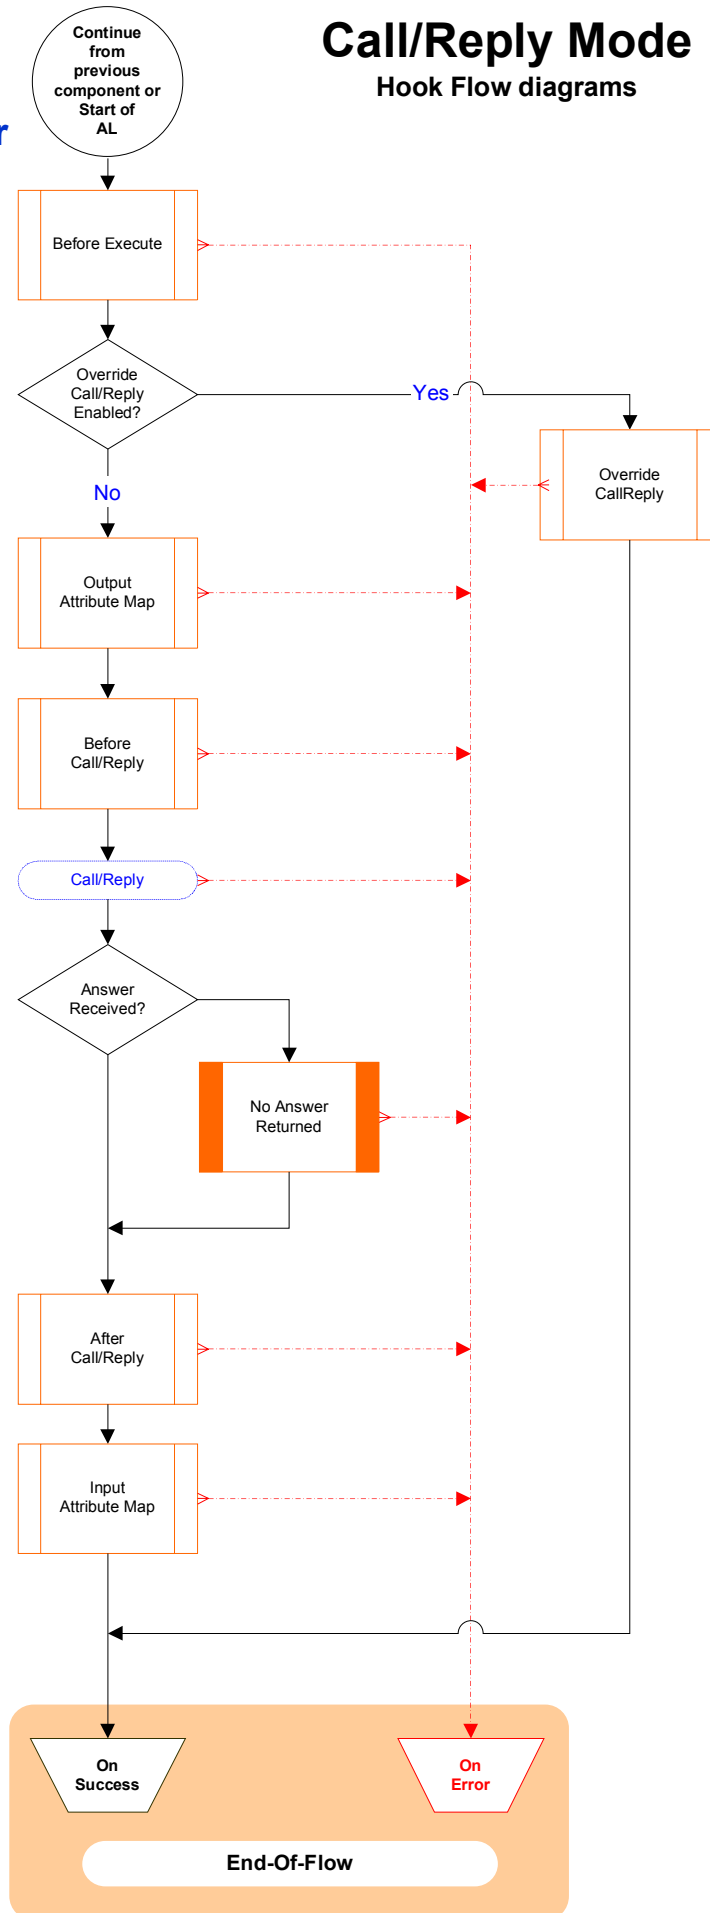 Call/Reply Mode
Hook Flow diagrams
Continue
from
previous
component or
Start of
AL
r
Before Execute
Override
Call/Reply
Enabled?
Yes
Override
CallReply
No
Output
Attribute Map
Before
Call/Reply
Call/Reply
Answer
Received?
No Answer
Returned
After
Call/Reply
Input
Attribute Map
On
Success
On
Error
End-Of-Flow